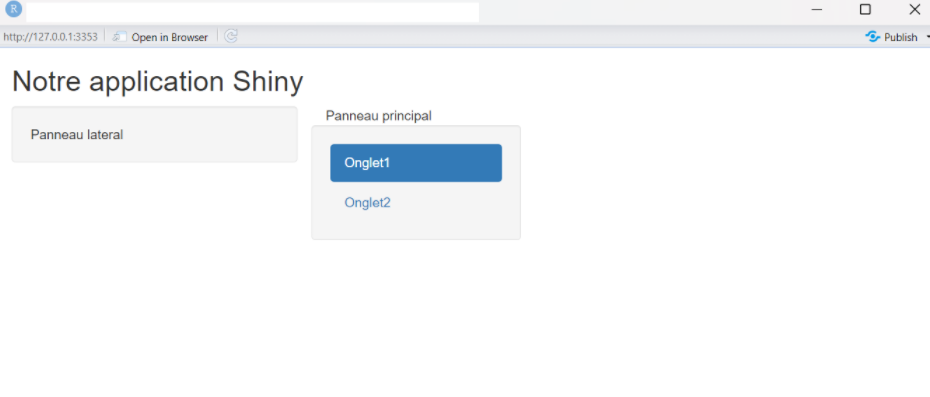 R
http://127.0.0.1:3353 Open in Browser Publish
Notre application Shiny
Panneau lateral
Panneau principal
Onglet1
Onglet2